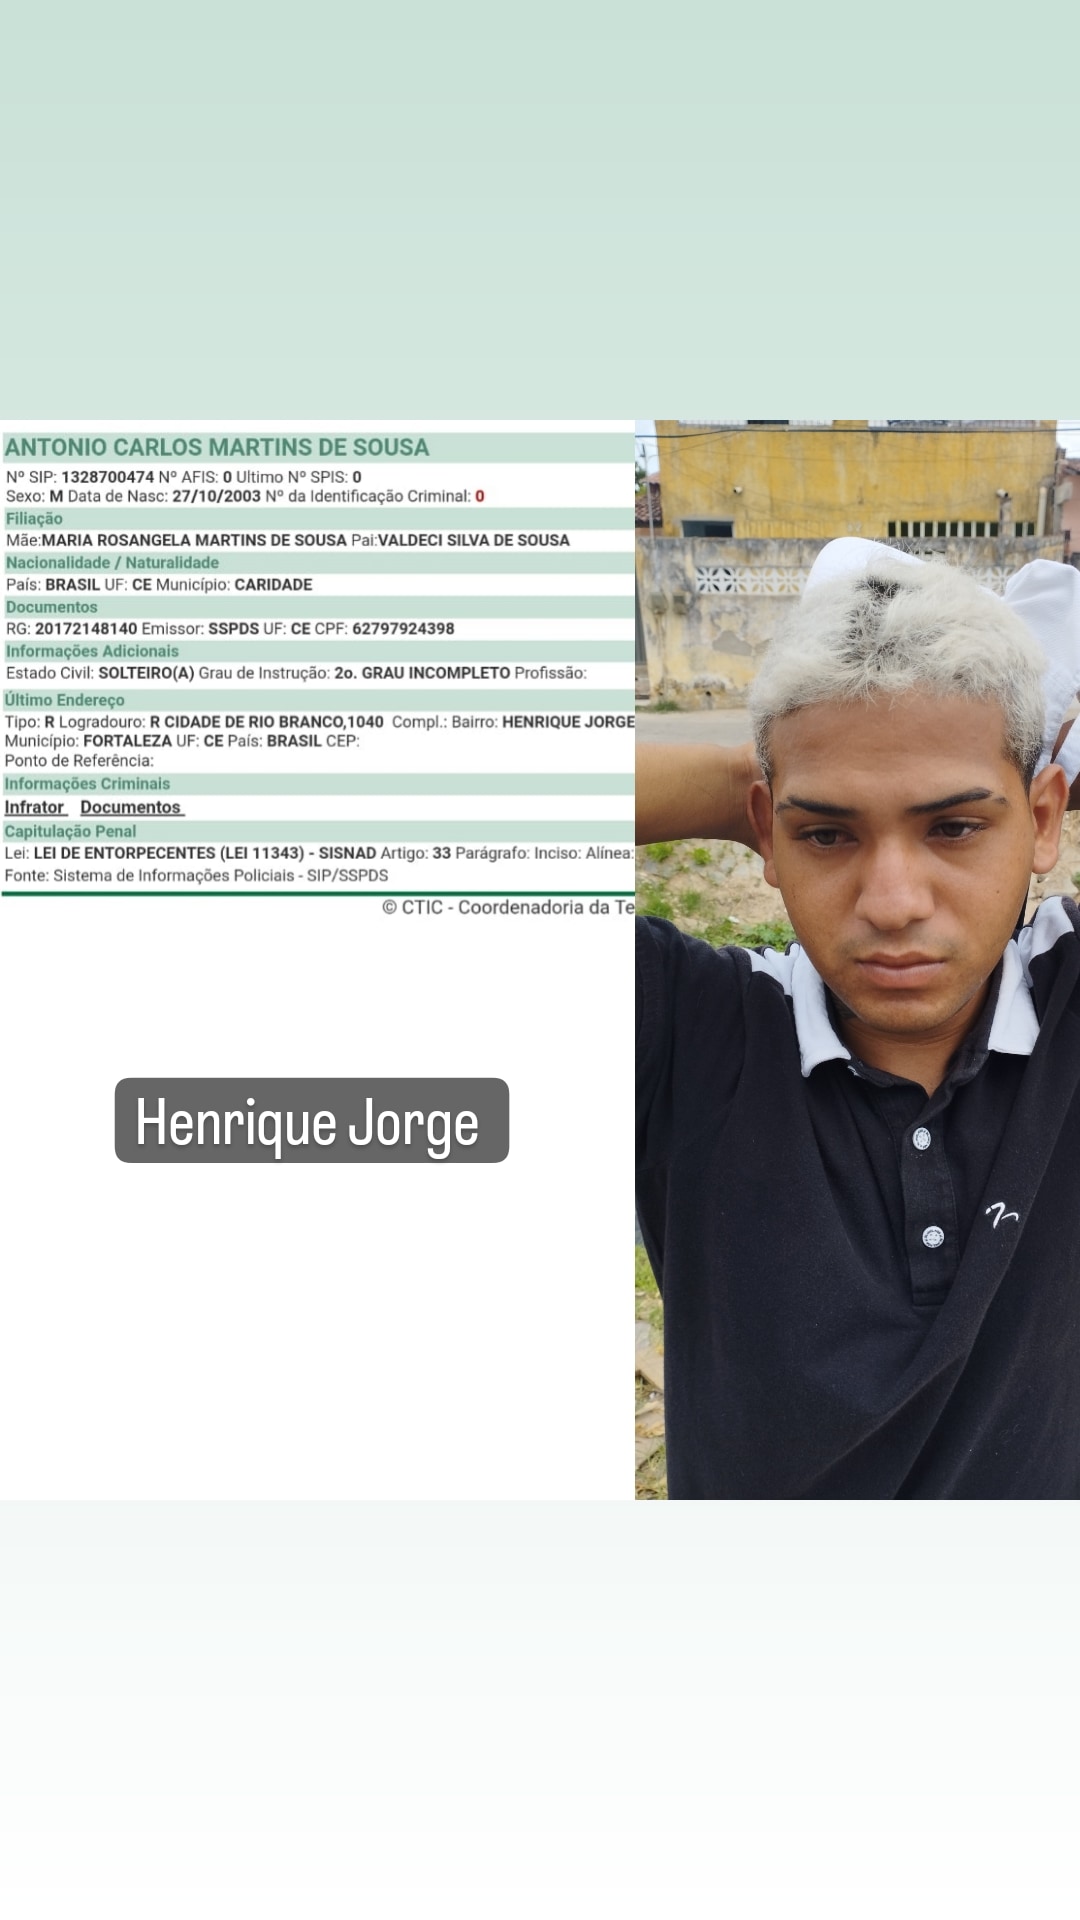 ANTONIO CARLOS MARTINS DE SOUSA
Nº SIP: 1328700474 Nº AFIS: 0 Ultimo Nº SPIS: 0
Sexo: M Data de Nasc: 27/10/2003 Nº da Identificação Criminal: 0
Filiação
Mãe:MARIA ROSANGELA MARTINS DE SOUSA Pai:VALDECI SILVA DE SOUSA
Nacionalidade / Naturalidade
País: BRASIL UF: CE Município: CARIDADE
Documentos
RG: 20172148140 Emissor: SSPDS UF: CE CPF: 62797924398
Informações Adicionais
Estado Civil: SOLTEIRO(A) Grau de Instrução: 2o. GRAU INCOMPLETO Profissão:
Último Endereço
Tipo: R Logradouro: R CIDADE DE RIO BRANCO,1040 Compl.: Bairro: HENRIQUE JORGE
Município: FORTALEZA UF: CE País: BRASIL CEP:
Ponto de Referência:
Informações Criminais
Infrator Documentos
Capitulação Penal
Lei: LEI DE ENTORPECENTES (LEI 11343) - SISNAD Artigo: 33 Parágrafo: Inciso: Alínea:
Fonte: Sistema de Informações Policiais - SIP/SSPDS
© CTIC - Coordenadoria da Te
Henrique Jorge